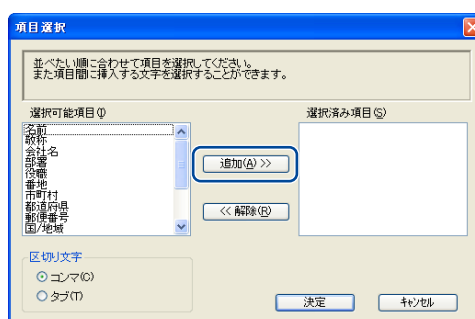 項目選択
並べたい順に合わせて項目を選択してください。
また項目間に挿入する文字を選択することができます。
選択可能項目(I)
名前
敬称
会社名
部署
役職
番地
市町村
都道府県
郵便番号
国/地域
追加(A) >>
<< 解除(R)
選択済み項目(S)
区切り文字
コンマ(C)
タブ(T)
決定
キャンセル